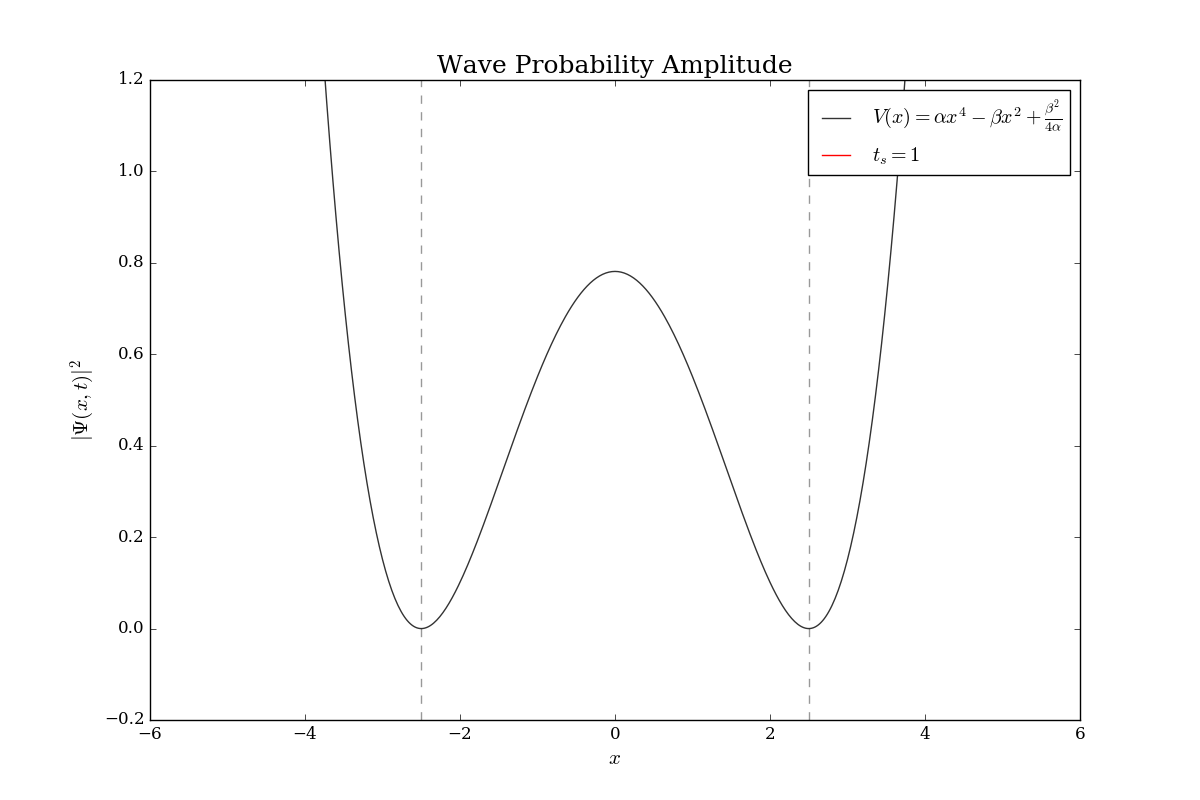 Wave Probability Amplitude
1.2
1.0
0.8
0.6
0.4
0.2
0.0
−0.2
|Ψ(x, t)|²
V(x) = αx⁴ − βx² + β²/4α
tₛ = 1
−6 −4 −2 0 2 4 6
x